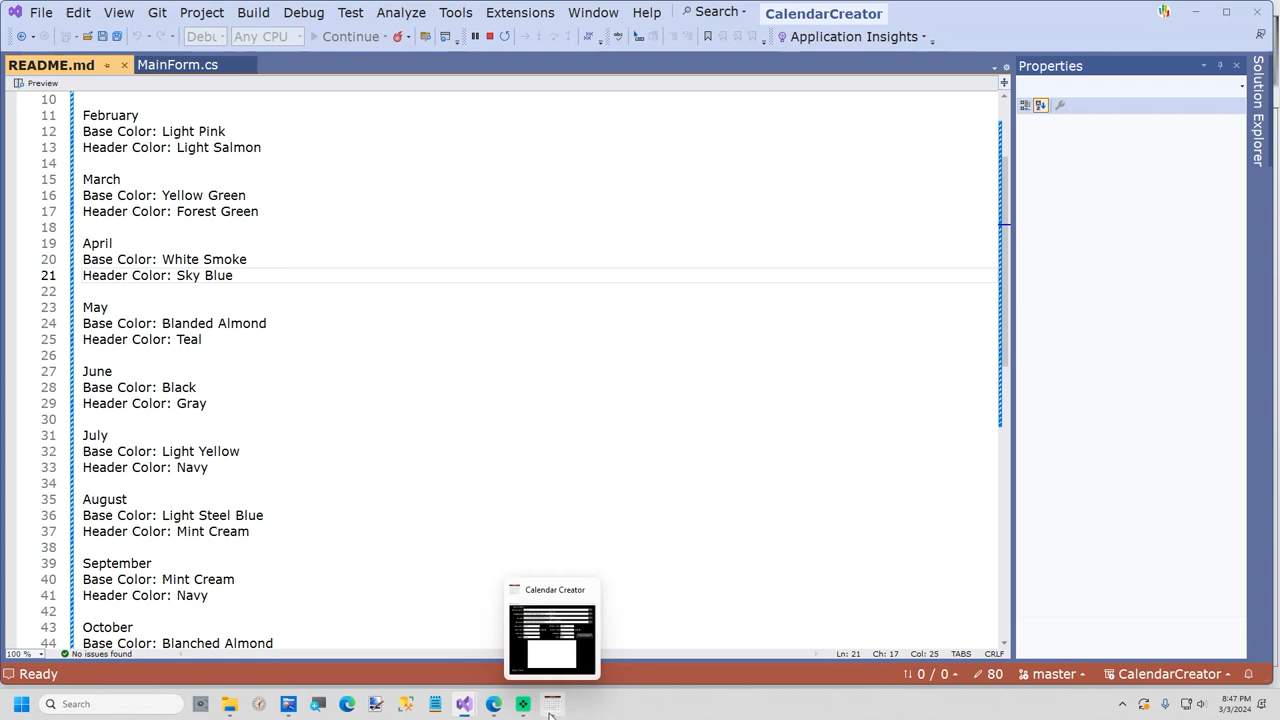 File Edit View Git Project Build Debug Test Analyze Tools Extensions Window Help Search CalendarCreator
Debu Any CPU Continue Application Insights
README.md MainForm.cs Properties
Preview
Solution Explorer
10
11 February
12 Base Color: Light Pink
13 Header Color: Light Salmon
14
15 March
16 Base Color: Yellow Green
17 Header Color: Forest Green
18
19 April
20 Base Color: White Smoke
21 Header Color: Sky Blue
22
23 May
24 Base Color: Blanded Almond
25 Header Color: Teal
26
27 June
28 Base Color: Black
29 Header Color: Gray
30
31 July
32 Base Color: Light Yellow
33 Header Color: Navy
34
35 August
36 Base Color: Light Steel Blue
37 Header Color: Mint Cream
38
39 September
40 Base Color: Mint Cream
41 Header Color: Navy
42
43 October
44 Base Color: Blanched Almond
Calendar Creator
100 % No issues found Ln: 21 Ch: 17 Col: 25 TABS CRLF
Ready 0 / 0 80 master CalendarCreator
Search 8:47 PM
3/3/2024